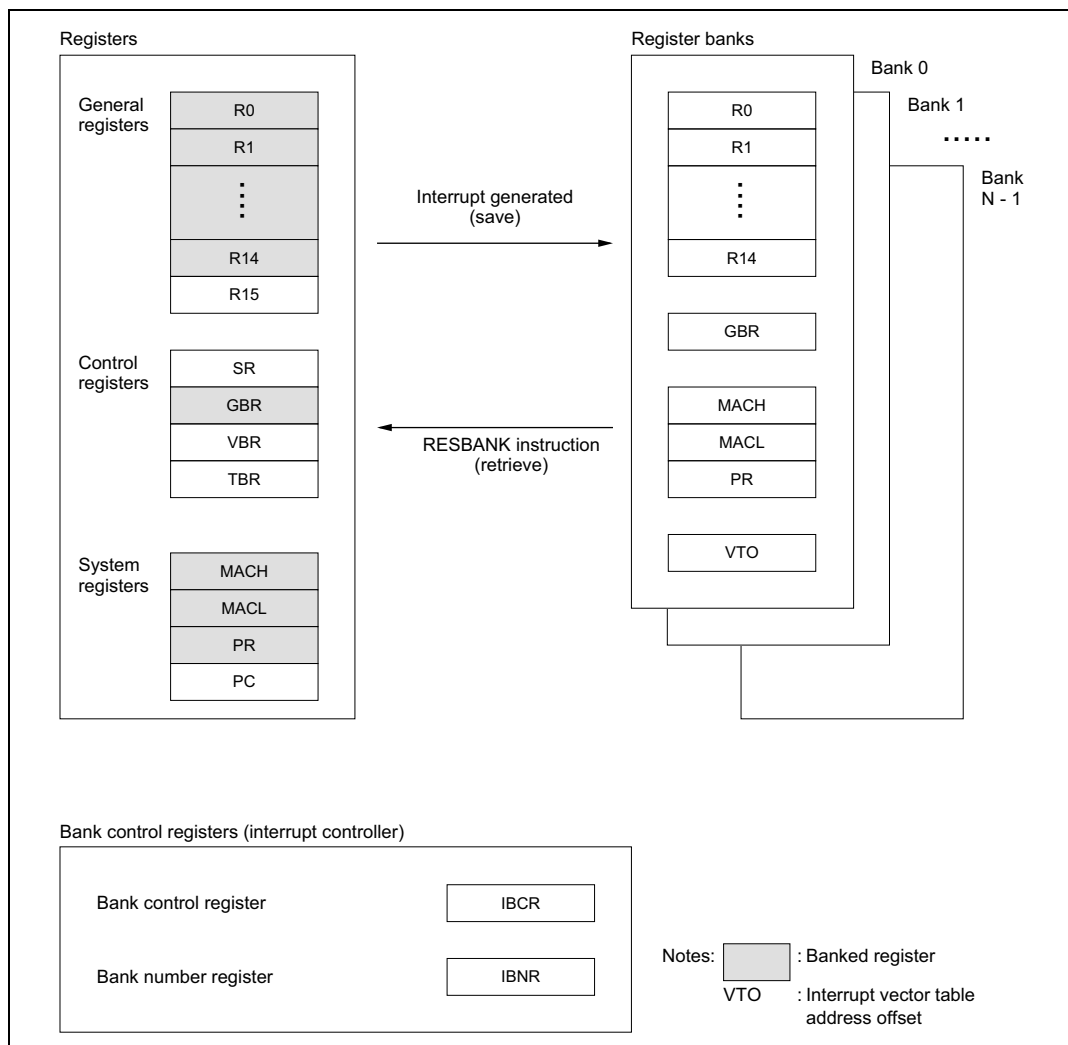 Registers
General
registers
R0
R1
R14
R15
Control
registers
SR
GBR
VBR
TBR
System
registers
MACH
MACL
PR
PC
Interrupt generated
(save)
RESBANK instruction
(retrieve)
Register banks
Bank 0
Bank 1
.....
Bank
N - 1
R0
R1
R14
GBR
MACH
MACL
PR
VTO
Bank control registers (interrupt controller)
Bank control register
IBCR
Bank number register
IBNR
Notes:
: Banked register
VTO : Interrupt vector table
address offset